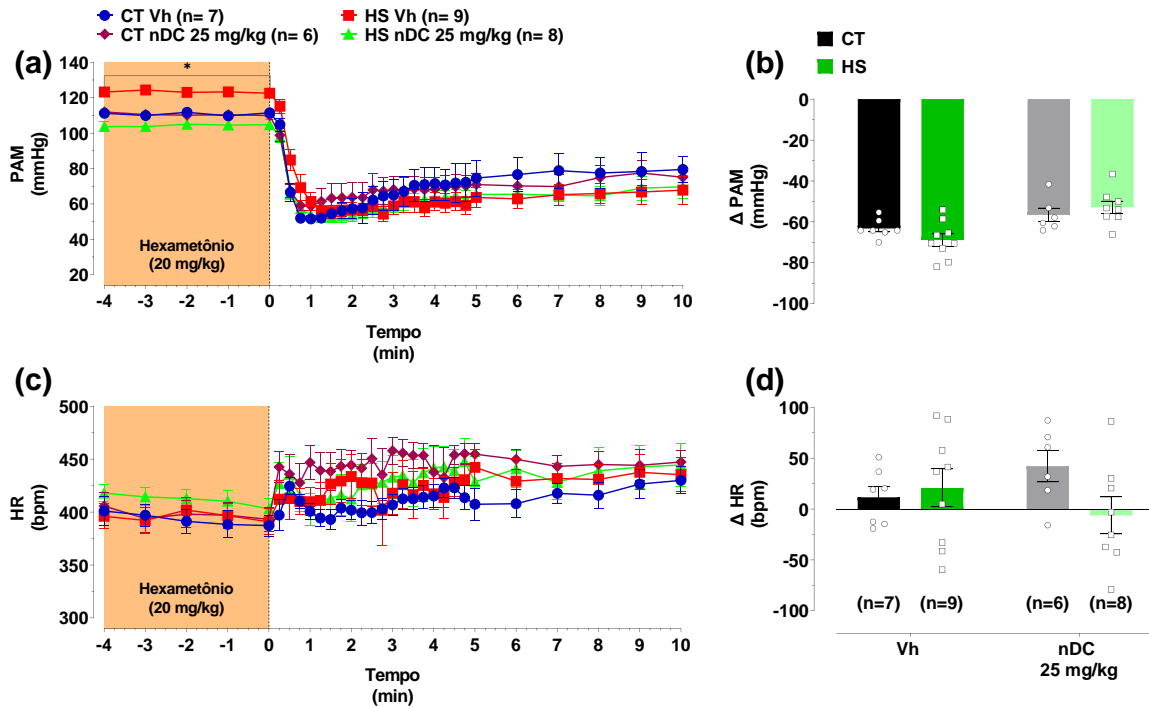 CT Vh (n= 7)
HS Vh (n= 9)
CT nDC 25 mg/kg (n= 6)
HS nDC 25 mg/kg (n= 8)
(a)
140
120
100
80
60
40
20
PAM
(mmHg)
*
Hexametônio
(20 mg/kg)
-4
-3
-2
-1
0
1
2
3
4
5
6
7
8
9
10
Tempo
(min)
(b)
CT
HS
0
-20
-40
-60
-80
-100
Δ PAM
(mmHg)
(c)
500
450
400
350
300
HR
(bpm)
Hexametônio
(20 mg/kg)
-4
-3
-2
-1
0
1
2
3
4
5
6
7
8
9
10
Tempo
(min)
(d)
100
50
0
-50
-100
Δ HR
(bpm)
(n=7)
(n=9)
(n=6)
(n=8)
Vh
nDC
25 mg/kg